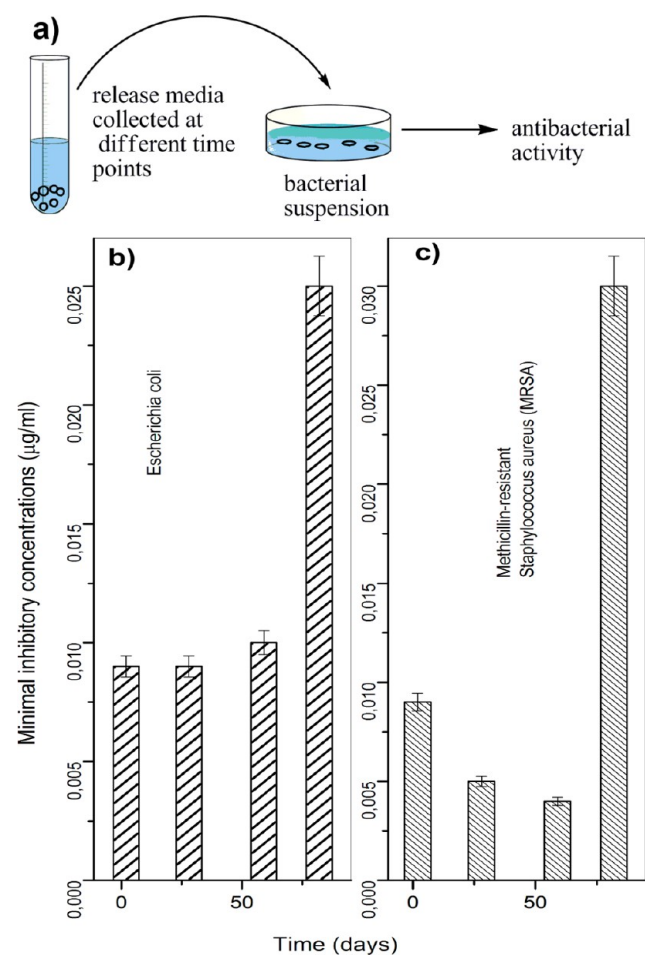 a)
release media
collected at
different time
points
bacterial
suspension
antibacterial
activity
b)
c)
Minimal inhibitory concentrations (µg/ml)
0,025
0,020
0,015
0,010
0,005
0,000
Escherichia coli
0
50
0,030
0,025
0,020
0,015
0,010
0,005
0,000
Methicillin-resistant
Staphylococcus aureus (MRSA)
0
50
Time (days)